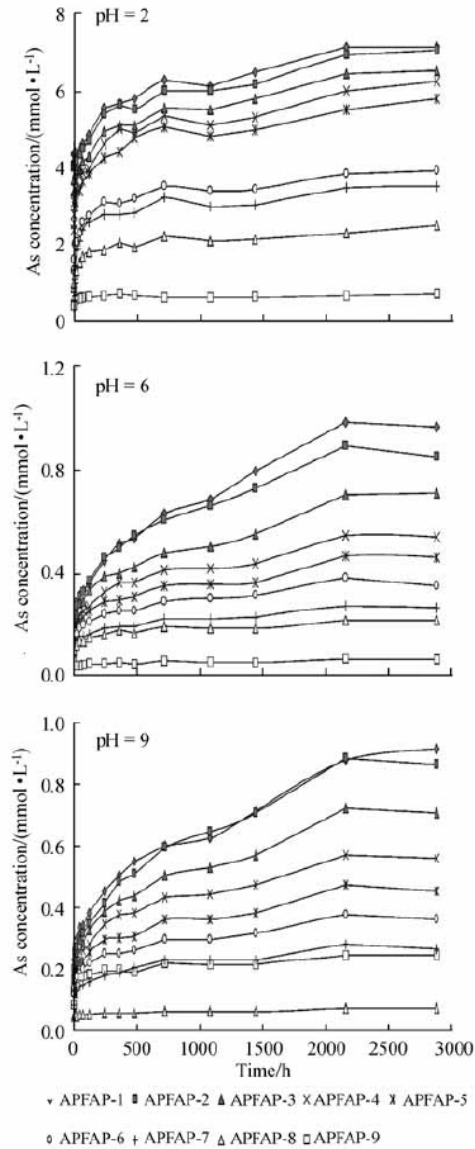 8
pH = 2
6
4
2
0
As concentration/(mmol•L⁻¹)
1.2
pH = 6
0.8
0.4
0.0
As concentration/(mmol•L⁻¹)
1.0
pH = 9
0.8
0.6
0.4
0.2
0.0
As concentration/(mmol•L⁻¹)
0 500 1000 1500 2000 2500 3000
Time/h
APFAP-1 APFAP-2 APFAP-3 APFAP-4 APFAP-5
APFAP-6 APFAP-7 APFAP-8 APFAP-9